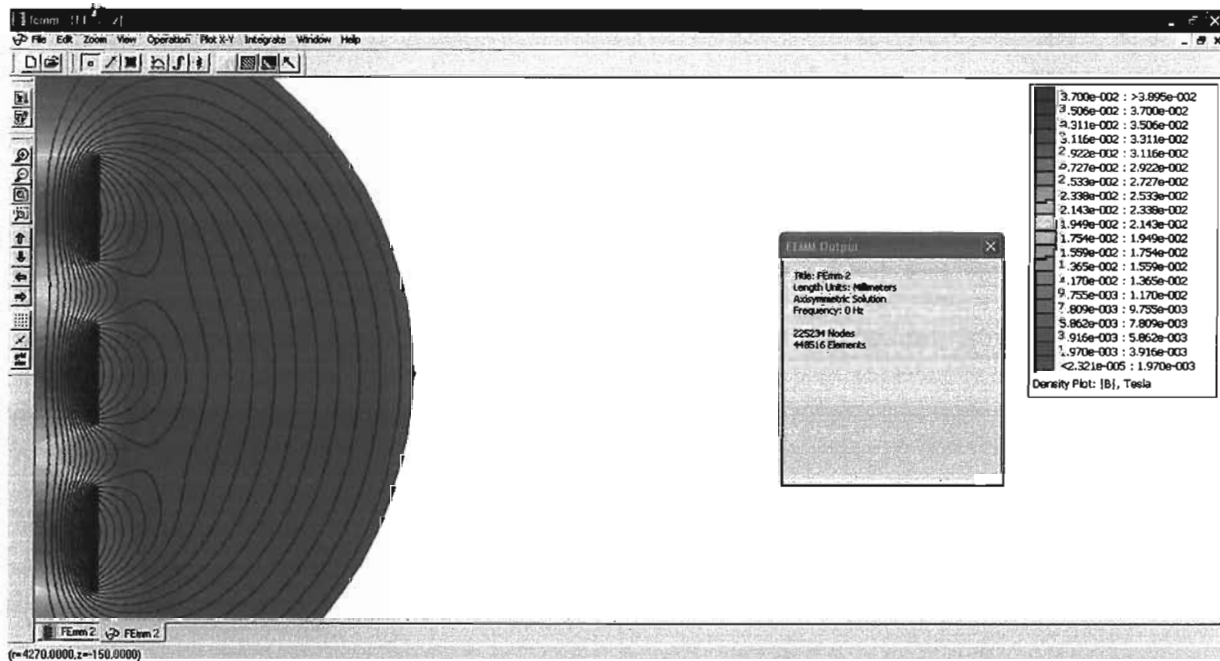 File Edit Zoom View Operation Plot X-Y Integrate Window Help
3.700e-002 : >3.895e-002
3.506e-002 : 3.700e-002
3.311e-002 : 3.506e-002
3.116e-002 : 3.311e-002
2.922e-002 : 3.116e-002
2.727e-002 : 2.922e-002
2.533e-002 : 2.727e-002
2.338e-002 : 2.533e-002
2.143e-002 : 2.338e-002
1.949e-002 : 2.143e-002
1.754e-002 : 1.949e-002
1.559e-002 : 1.754e-002
1.365e-002 : 1.559e-002
1.170e-002 : 1.365e-002
9.755e-003 : 1.170e-002
7.809e-003 : 9.755e-003
5.862e-003 : 7.809e-003
3.916e-003 : 5.862e-003
1.970e-003 : 3.916e-003
<2.321e-005 : 1.970e-003
Density Plot: |B|, Tesla
FEMM Output
Title: FEmm 2
Length Units: Millimeters
Axisymmetric Solution
Frequency: 0 Hz
225234 Nodes
448516 Elements
FEmm 2
FEmm 2
(r=4270.0000,z=-150.0000)